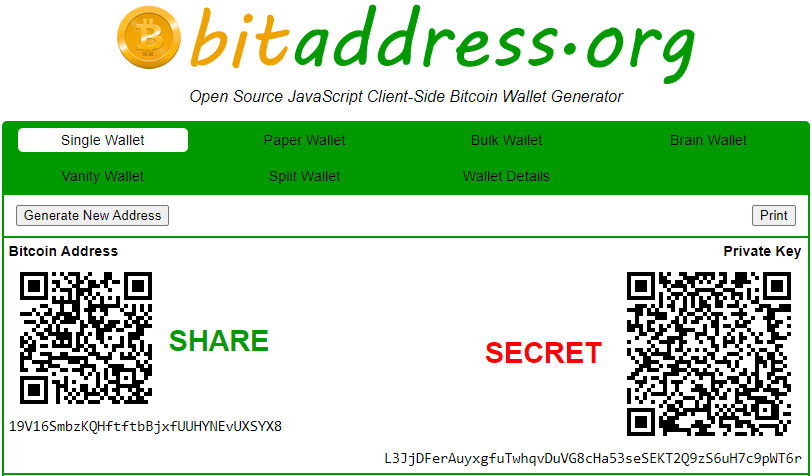 bitaddress.org
Open Source JavaScript Client-Side Bitcoin Wallet Generator
Single Wallet Paper Wallet Bulk Wallet Brain Wallet
Vanity Wallet Split Wallet Wallet Details
Generate New Address Print
Bitcoin Address Private Key
SHARE
SECRET
19V16SmbzKQHftftbBjxfUUHYNEvUXSYX8
L3JjDFerAuyxgfuTwhqvDuVG8cHa53seSEKT2Q9zS6uH7c9pWT6r